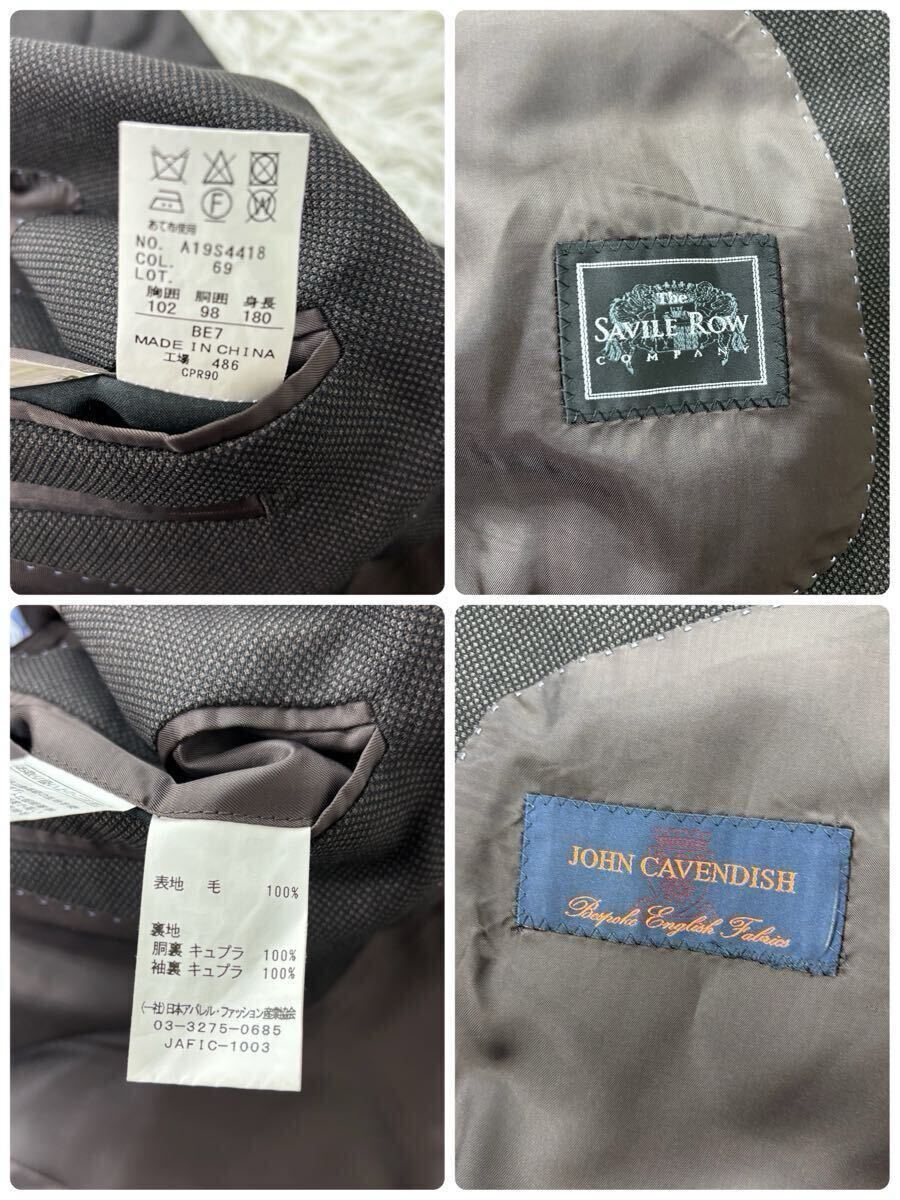 あて布使用
NO. A19S4418
COL. 69
LOT.
胸囲 胴囲 身長
102 98 180
BE7
MADE IN CHINA
工場 486
CPR90
The
SAVILE ROW
COMPANY
表地 毛 100%
裏地
胴裏 キュプラ 100%
袖裏 キュプラ 100%
(一社)日本アパレル・ファッション産業協会
03-3275-0685
JAFIC-1003
JOHN CAVENDISH
Bespoke English Fabrics